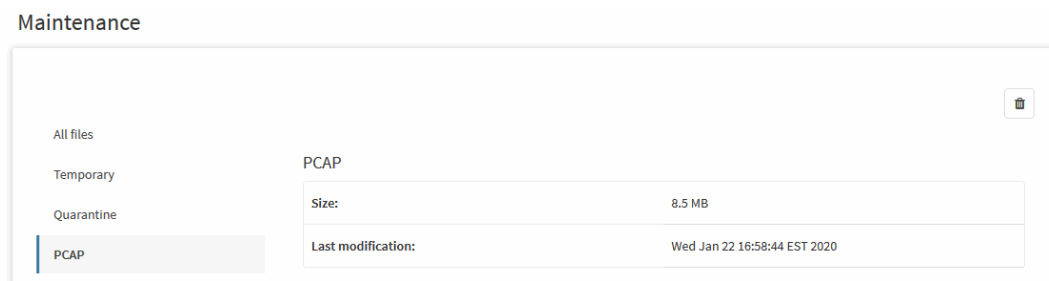 Maintenance
All files
Temporary
Quarantine
PCAP
PCAP
Size: 8.5 MB
Last modification: Wed Jan 22 16:58:44 EST 2020